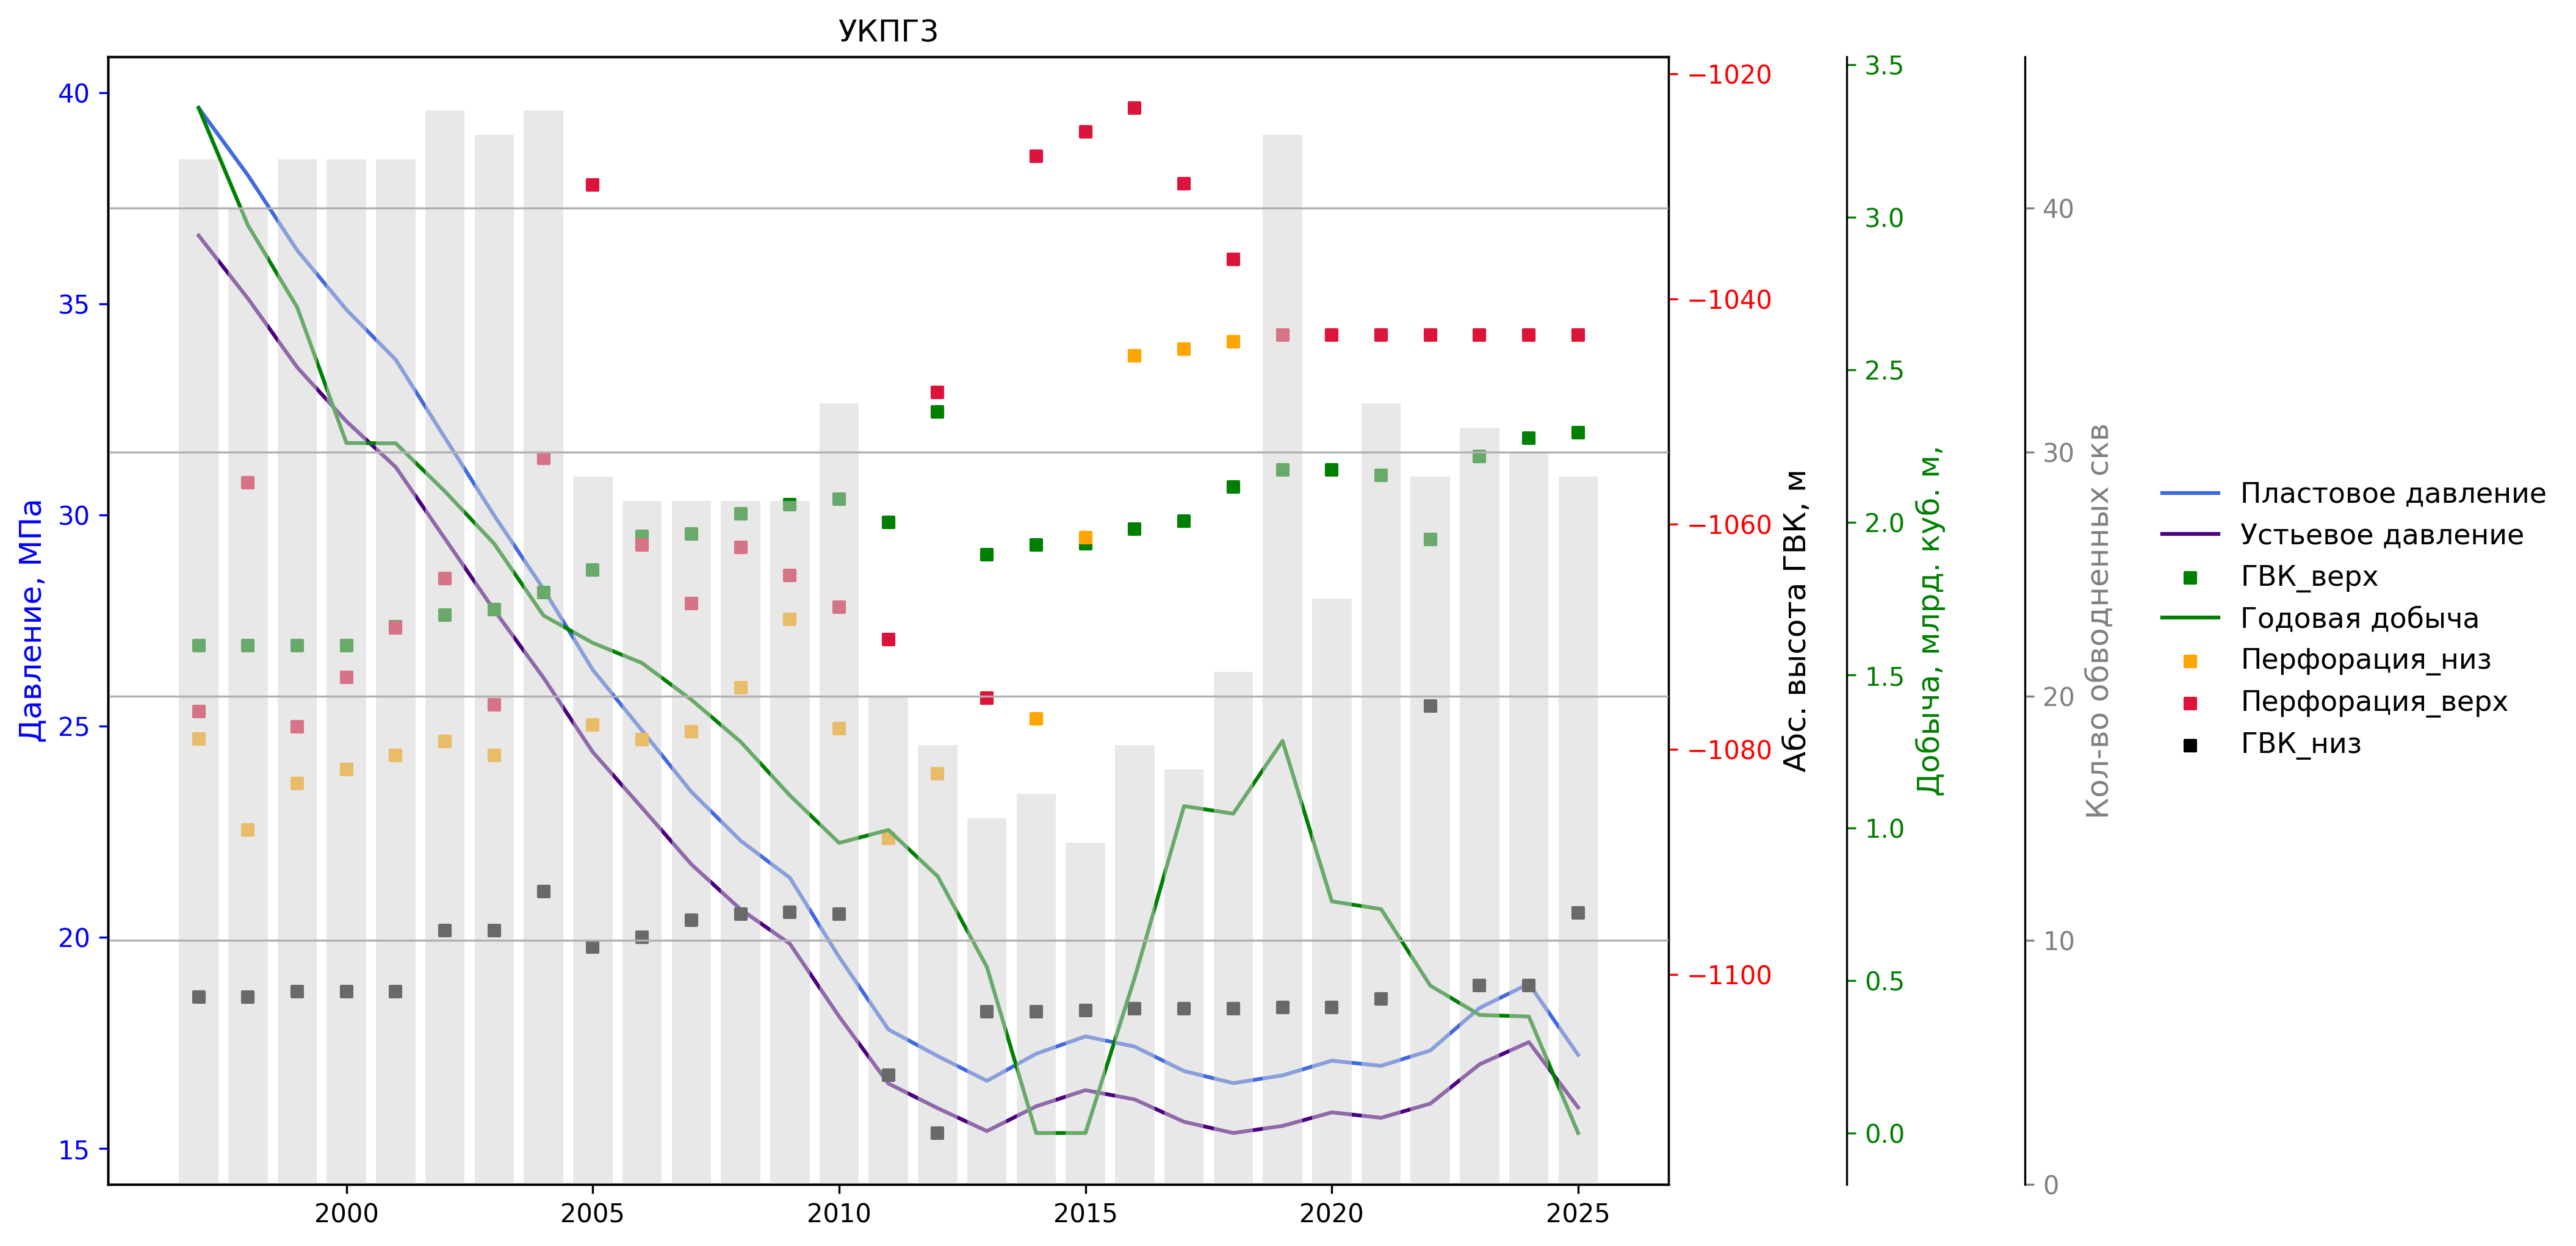 УКПГ3
40
35
30
25
20
15
Давление, МПа
2000
2005
2010
2015
2020
2025
−1020
−1040
−1060
−1080
−1100
Абс. высота ГВК, м
3.5
3.0
2.5
2.0
1.5
1.0
0.5
0.0
Добыча, млрд. куб. м,
40
30
20
10
0
Кол-во обводненных скв
Пластовое давление
Устьевое давление
ГВК_верх
Годовая добыча
Перфорация_низ
Перфорация_верх
ГВК_низ